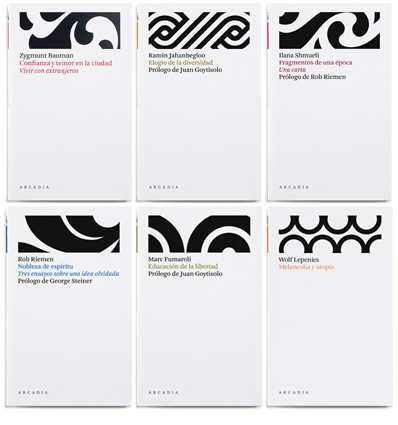 Zygmunt Bauman
Confianza y temor en la ciudad
Vivir con extranjeros
ARCADIA
Ramin Jahanbegloo
Elogio de la diversidad
Prólogo de Juan Goytisolo
ARCADIA
Ilana Shmueli
Fragmentos de una época
Una carta
Prólogo de Rob Riemen
ARCADIA
Rob Riemen
Nobleza de espíritu
Tres ensayos sobre una idea olvidada
Prólogo de George Steiner
ARCADIA
Marc Fumaroli
Educación de la libertad
Prólogo de Juan Goytisolo
ARCADIA
Wolf Lepenies
Melancolía y utopía
ARCADIA